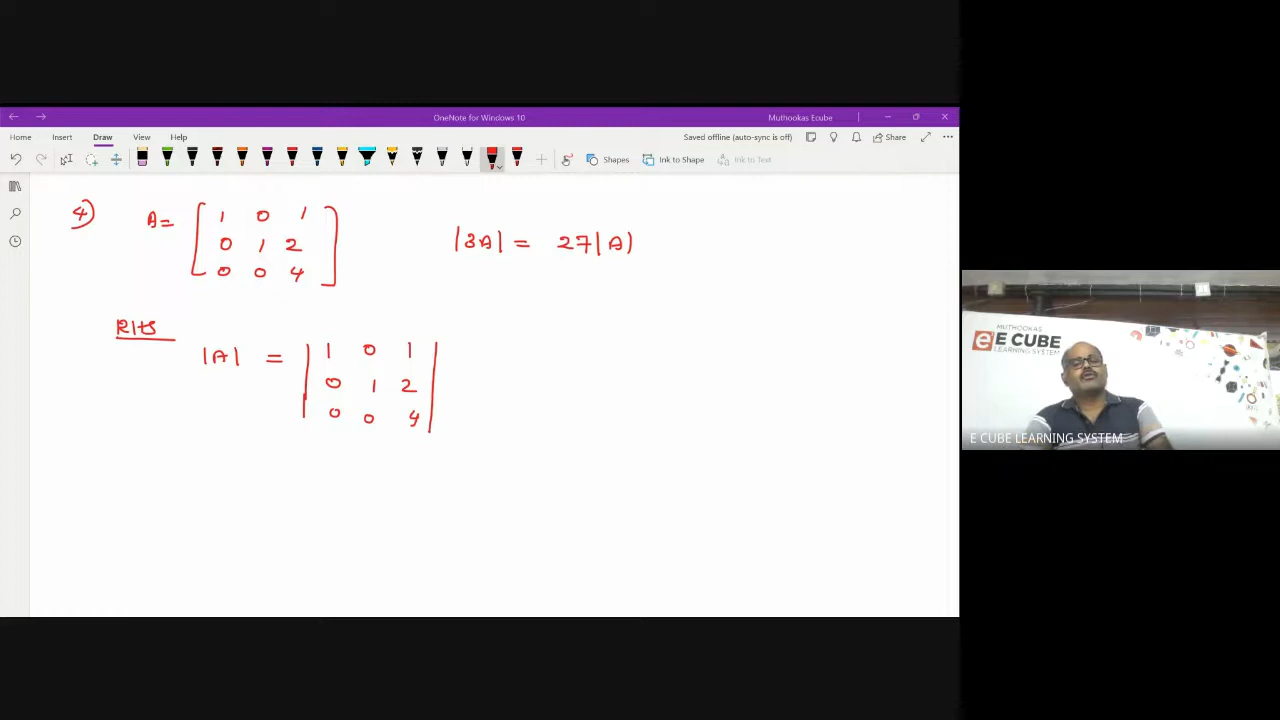 OneNote for Windows 10
Muthookas Ecube
Home Insert Draw View Help
Saved offline (auto-sync is off)
Share
Shapes
Ink to Shape
Ink to Text
4)
A= [ 1 0 1
0 1 2
0 0 4 ]
|3A| = 27|A|
RHS
|A| = | 1 0 1
0 1 2
0 0 4 |
MUTHOOKAS
e E CUBE
LEARNING SYSTEM
E CUBE LEARNING SYSTEM